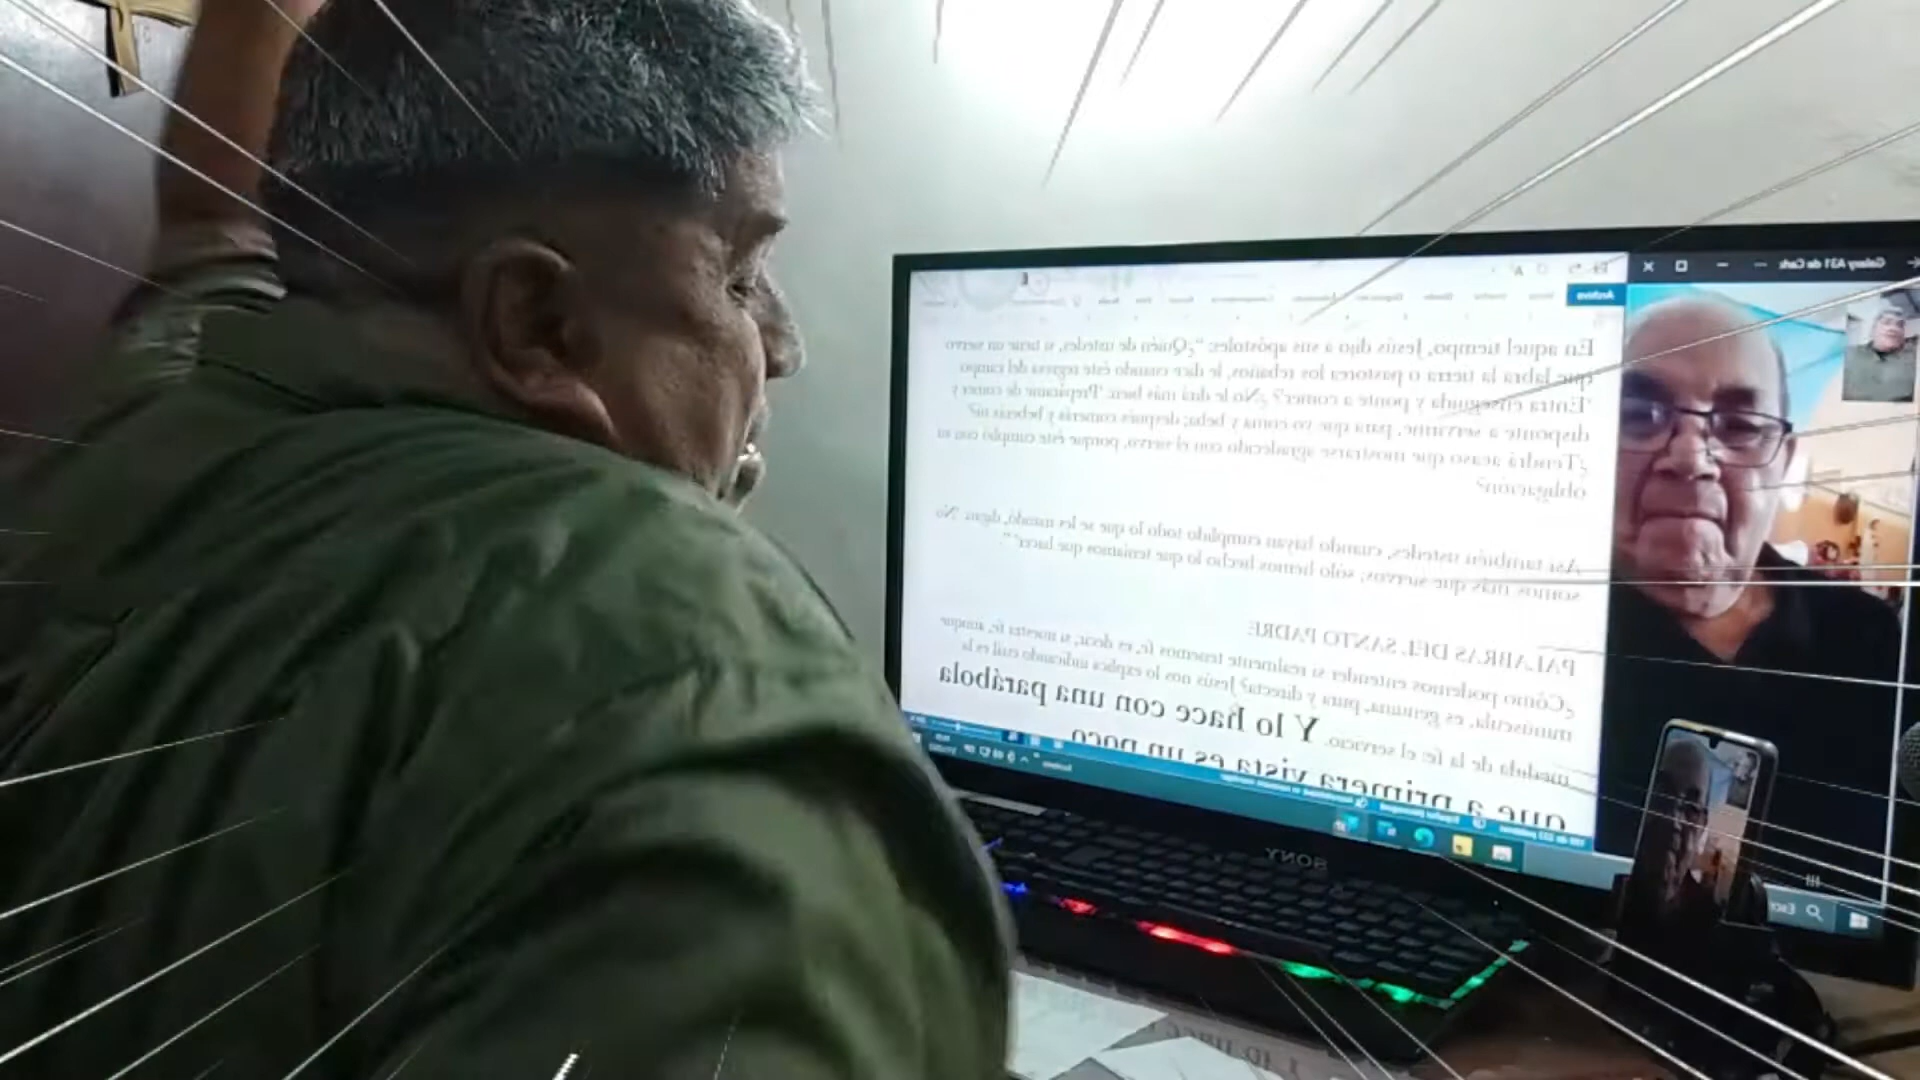 Galaxy A31 de Carlo
Archivo
En aquel tiempo, Jesús dijo a sus apóstoles: "¿Quién de ustedes, si tiene un siervo
que labra la tierra o pastorea los rebaños, le dice cuando éste regresa del campo
'Entra enseguida y ponte a comer'? ¿No le dirá más bien: 'Prepárame de comer y
disponte a servirme, para que yo coma y beba; después comerás y beberás tú'?
¿Tendrá acaso que mostrarse agradecido con el siervo, porque éste cumplió con su
obligación?
Así también ustedes, cuando hayan cumplido todo lo que se les mandó, digan: 'No
somos más que siervos; sólo hemos hecho lo que teníamos que hacer' ".
PALABRAS DEL SANTO PADRE
¿Cómo podemos entender si realmente tenemos fe, es decir, si nuestra fe, aunque
minúscula, es genuina, pura y directa? Jesús nos lo explica indicando cuál es la
medida de la fe: el servicio. Y lo hace con una parábola
que a primera vista es un poco
SONY